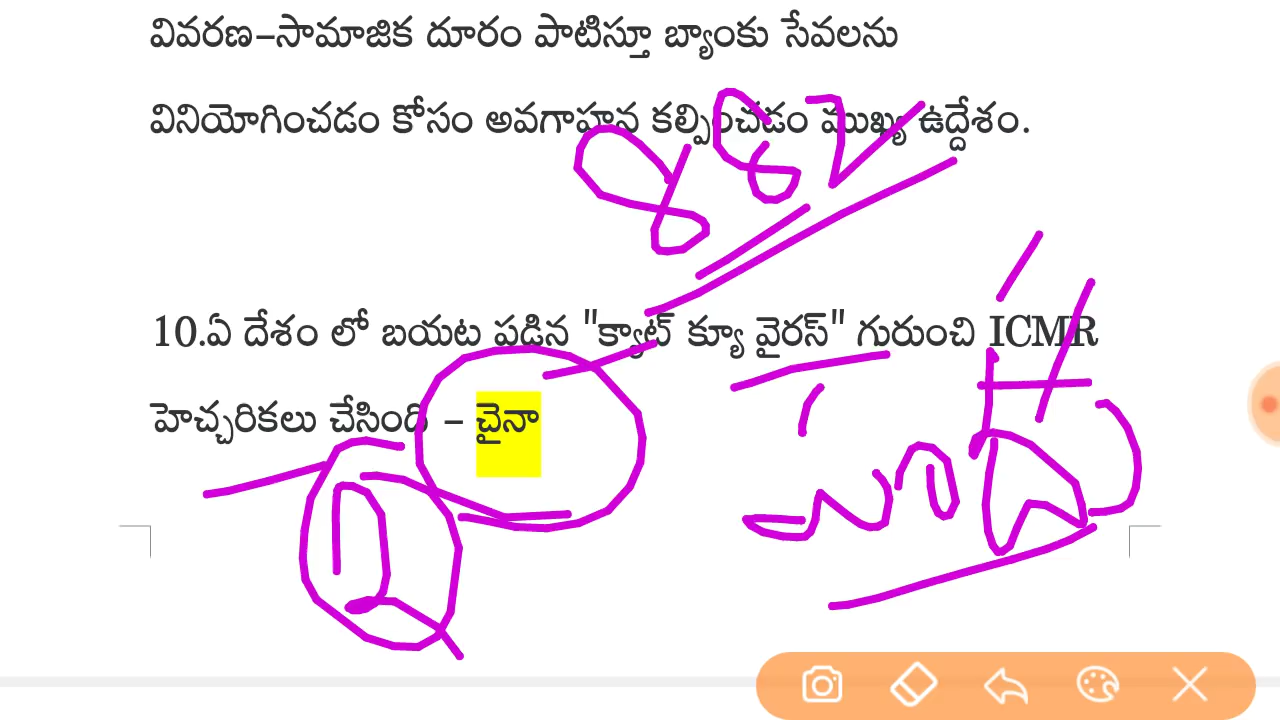 వివరణ-సామాజిక దూరం పాటిస్తూ బ్యాంకు సేవలను
వినియోగించడం కోసం అవగాహన కల్పించడం ముఖ్య ఉద్దేశం.
10.ఏ దేశం లో బయట పడిన "క్యాట్ క్యూ వైరస్" గురుంచి ICMR
హెచ్చరికలు చేసింది - చైనా